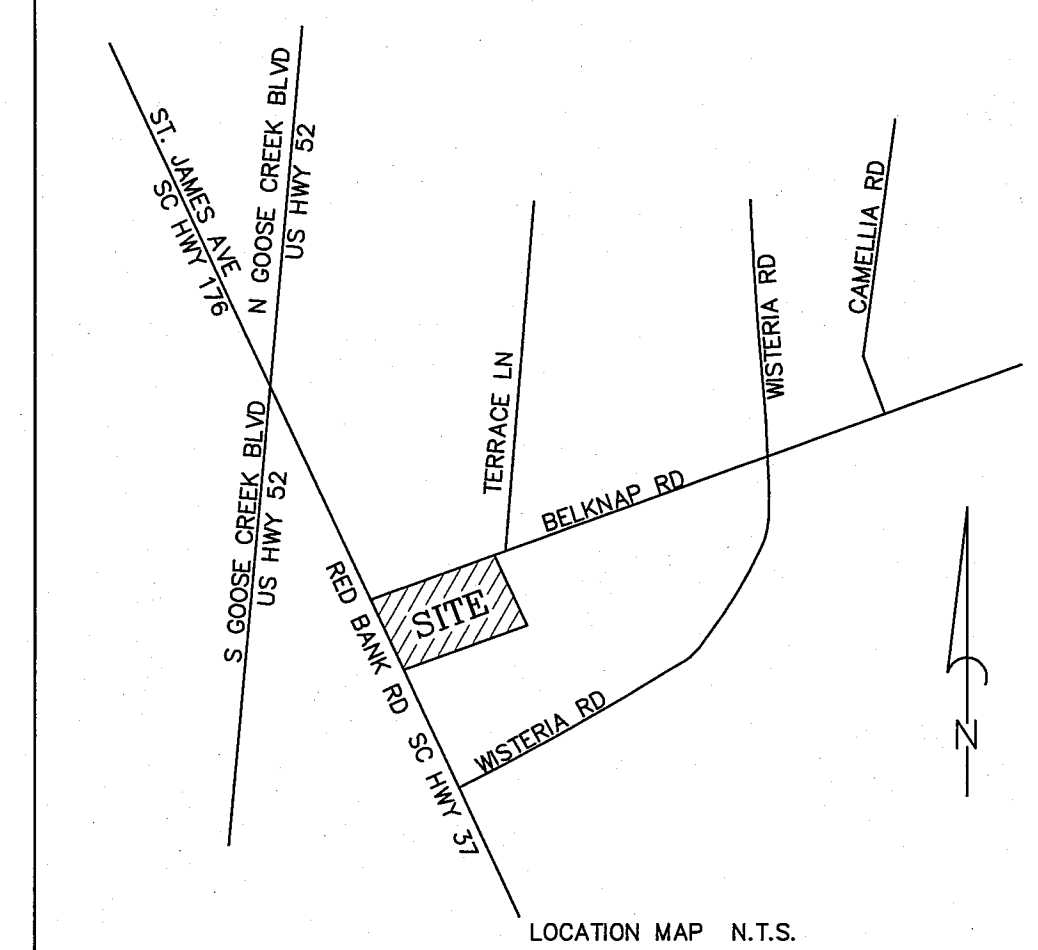 ST. JAMES AVE
SC HWY 176
N GOOSE CREEK BLVD
US HWY 52
CAMELLIA RD
WISTERIA RD
TERRACE LN
S GOOSE CREEK BLVD
US HWY 52
BELKNAP RD
RED BANK RD SC HWY 37
SITE
WISTERIA RD
N
LOCATION MAP N.T.S.